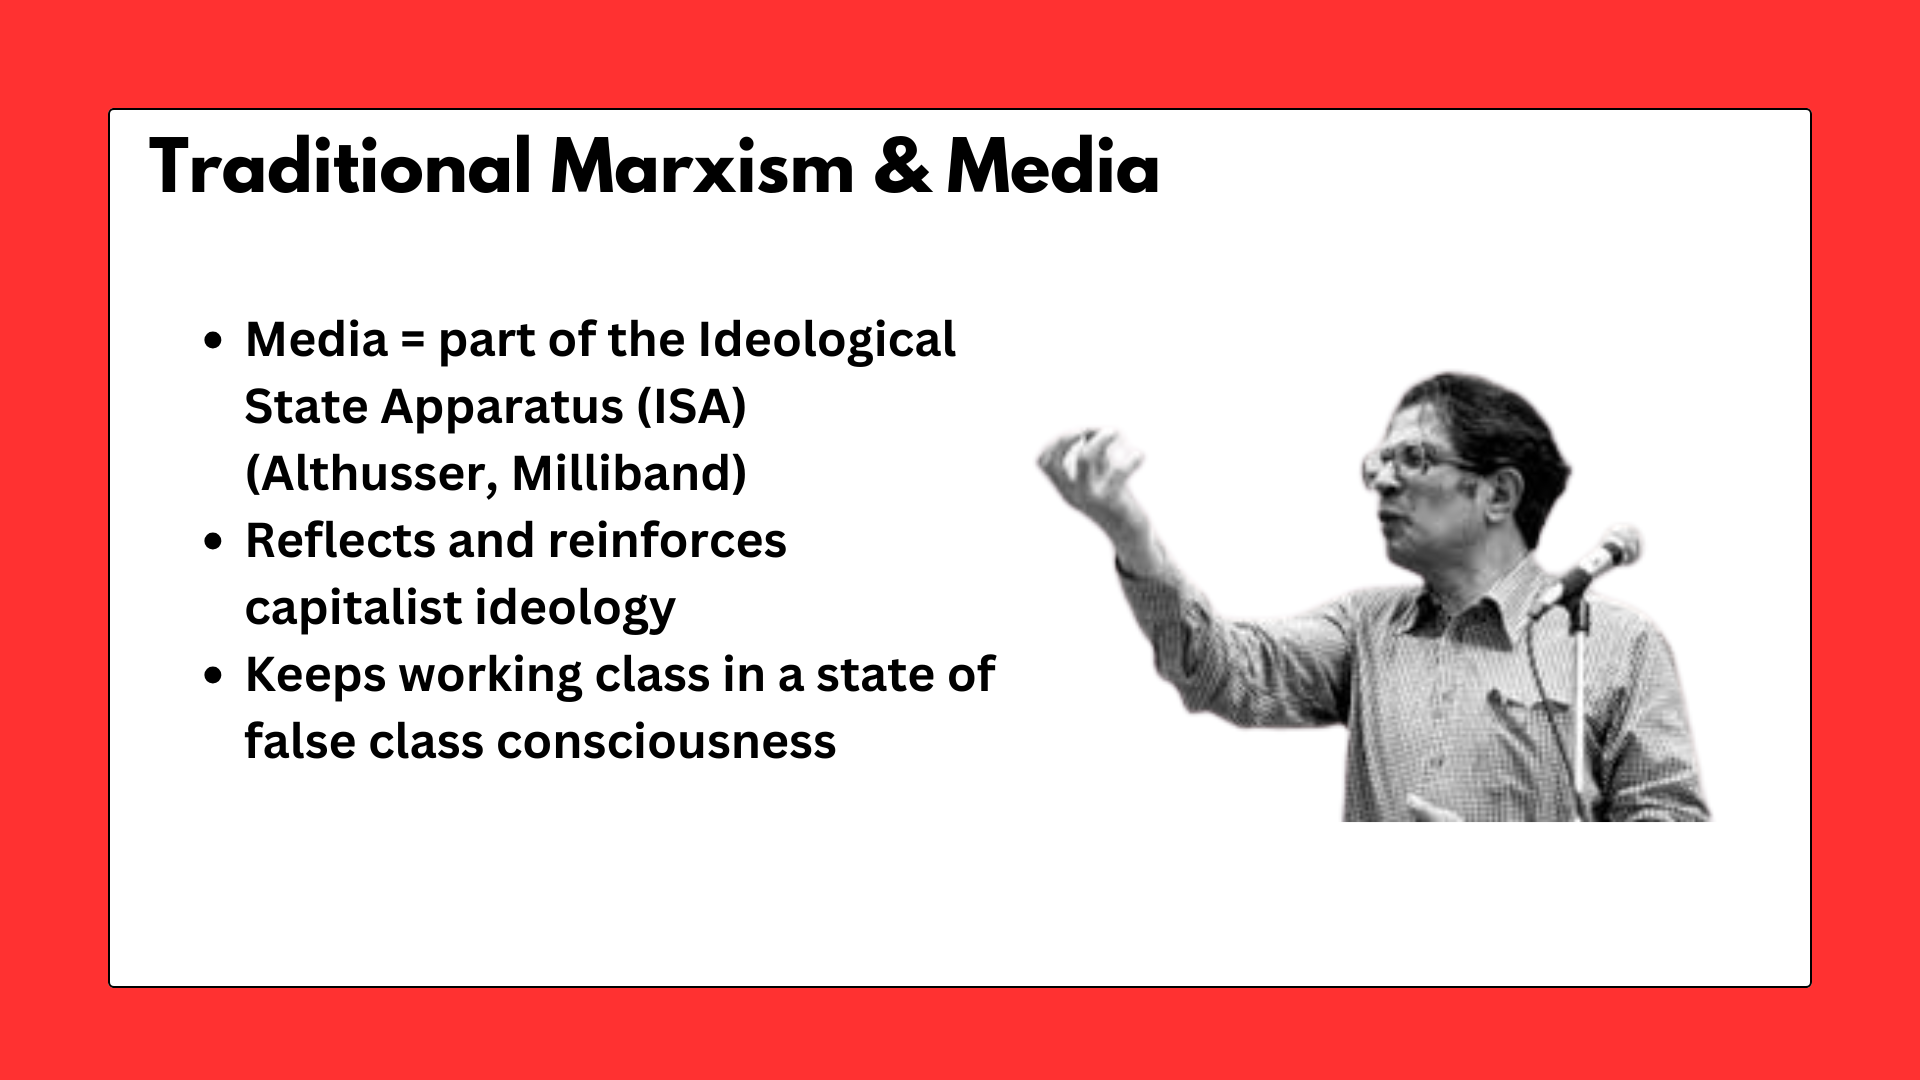 Traditional Marxism & Media
• Media = part of the Ideological
State Apparatus (ISA)
(Althusser, Milliband)
• Reflects and reinforces
capitalist ideology
• Keeps working class in a state of
false class consciousness